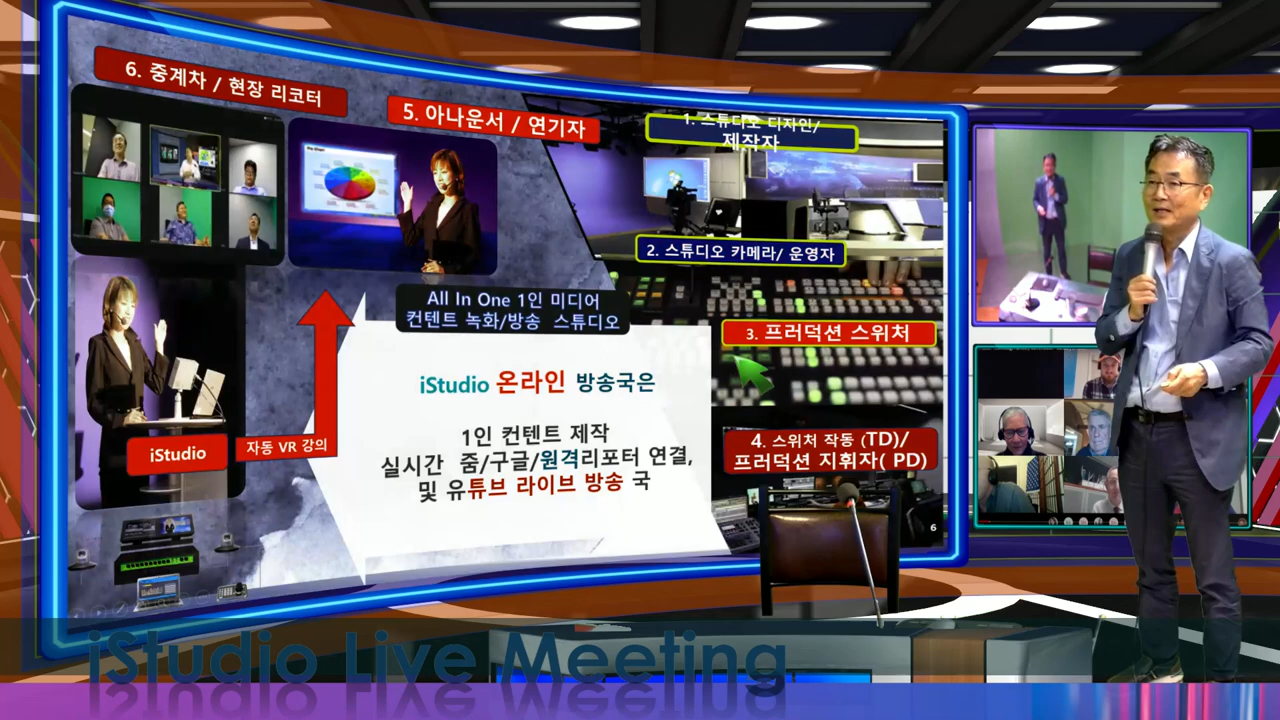 6. 중계차 / 현장 리코터
5. 아나운서 / 연기자
1. 스튜디오 디자인/
제작자
2. 스튜디오 카메라/ 운영자
All In One 1인 미디어
컨텐트 녹화/방송 스튜디오
3. 프러덕션 스위처
iStudio 온라인 방송국은
1인 컨텐트 제작
실시간 줌/구글/원격리포터 연결,
및 유튜브 라이브 방송 국
4. 스위처 작동 (TD)/
프러덕션 지휘자( PD)
iStudio
자동 VR 강의
6
iStudio Live Meeting